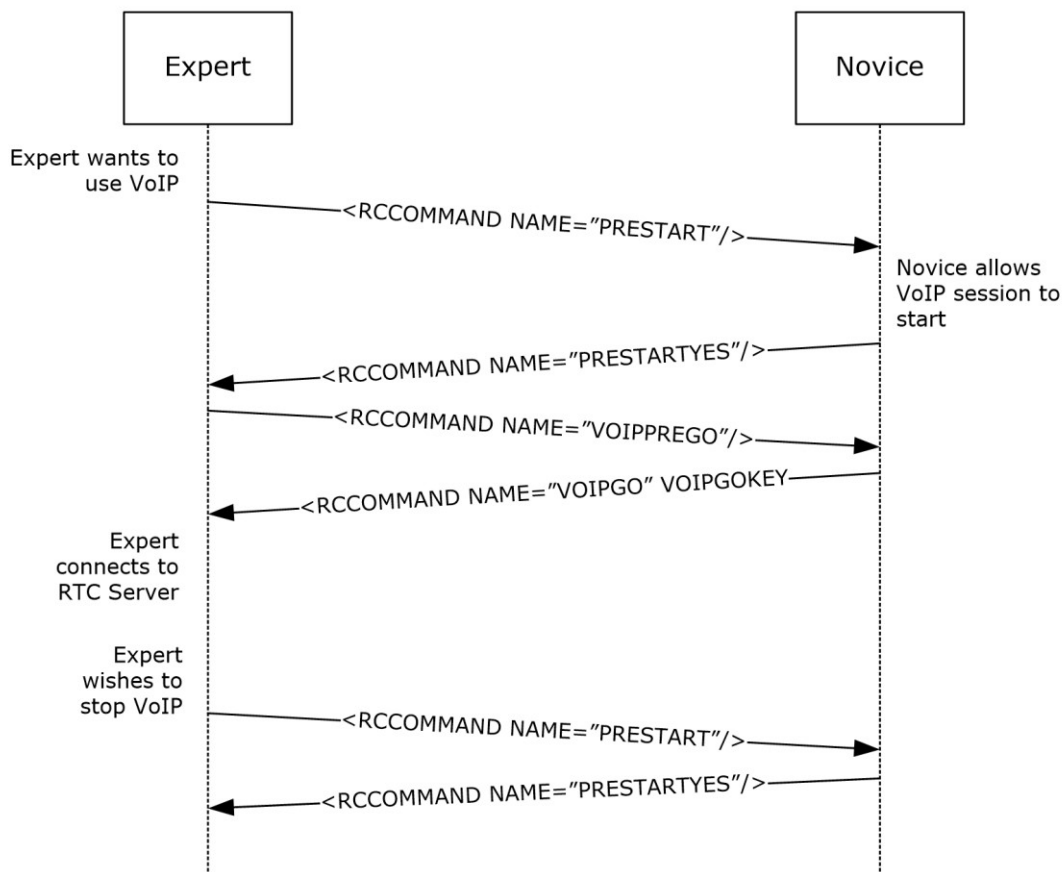 Expert
Novice
Expert wants to
use VoIP
<RCCOMMAND NAME=”PRESTART”/>
Novice allows
VoIP session to
start
<RCCOMMAND NAME=”PRESTARTYES”/>
<RCCOMMAND NAME=”VOIPPREGO”/>
<RCCOMMAND NAME=”VOIPGO” VOIPGOKEY
Expert
connects to
RTC Server
Expert
wishes to
stop VoIP
<RCCOMMAND NAME=”PRESTART”/>
<RCCOMMAND NAME=”PRESTARTYES”/>